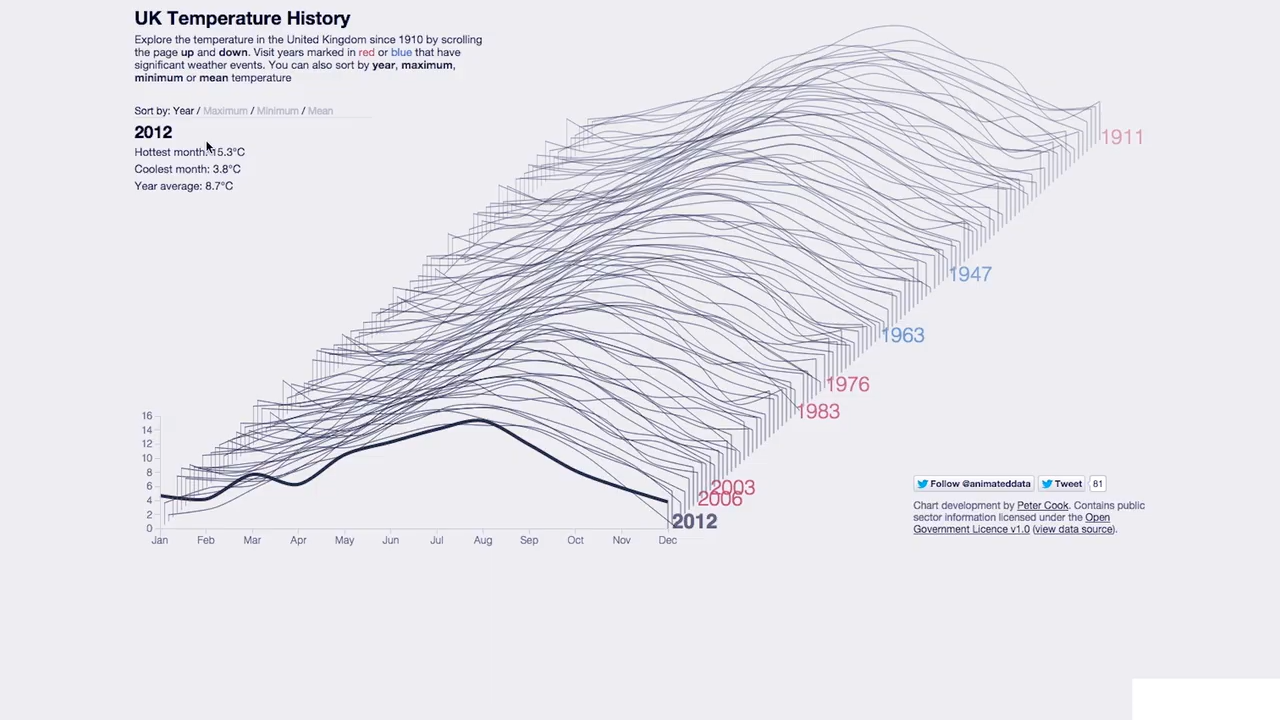 UK Temperature History
Explore the temperature in the United Kingdom since 1910 by scrolling
the page up and down. Visit years marked in red or blue that have
significant weather events. You can also sort by year, maximum,
minimum or mean temperature
Sort by: Year / Maximum / Minimum / Mean
2012
Hottest month: 15.3°C
Coolest month: 3.8°C
Year average: 8.7°C
1911
1947
1963
1976
1983
2003
2006
2012
16
14
12
10
8
6
4
2
0
Jan Feb Mar Apr May Jun Jul Aug Sep Oct Nov Dec
Follow @animateddata Tweet 81
Chart development by Peter Cook. Contains public
sector information licensed under the Open
Government Licence v1.0 (view data source).